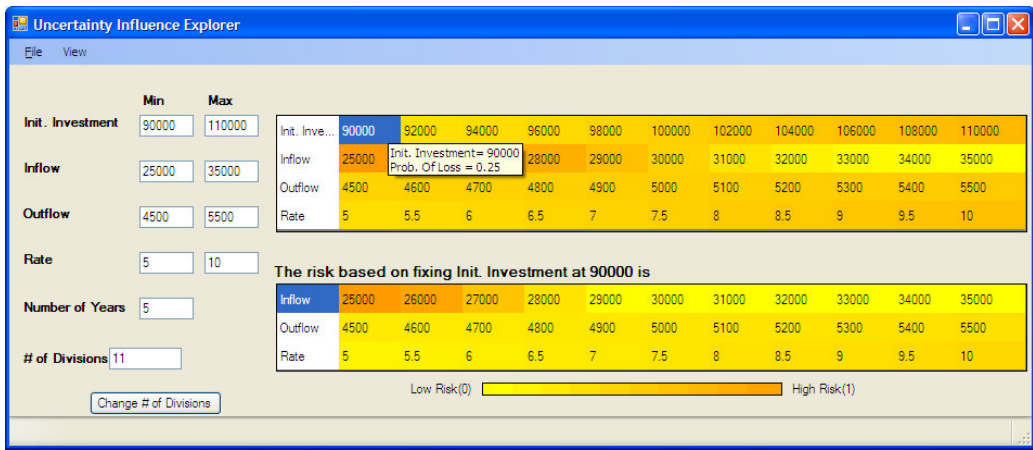 Uncertainty Influence Explorer
File View
Min Max
Init. Investment 90000 110000
Inflow 25000 35000
Outflow 4500 5500
Rate 5 10
Number of Years 5
# of Divisions 11
Change # of Divisions
Init. Inve... 90000 92000 94000 96000 98000 100000 102000 104000 106000 108000 110000
Inflow 25000 28000 29000 30000 31000 32000 33000 34000 35000
Init. Investment= 90000
Prob. Of Loss = 0.25
Outflow 4500 4600 4700 4800 4900 5000 5100 5200 5300 5400 5500
Rate 5 5.5 6 6.5 7 7.5 8 8.5 9 9.5 10
The risk based on fixing Init. Investment at 90000 is
Inflow 25000 26000 27000 28000 29000 30000 31000 32000 33000 34000 35000
Outflow 4500 4600 4700 4800 4900 5000 5100 5200 5300 5400 5500
Rate 5 5.5 6 6.5 7 7.5 8 8.5 9 9.5 10
Low Risk(0) High Risk(1)